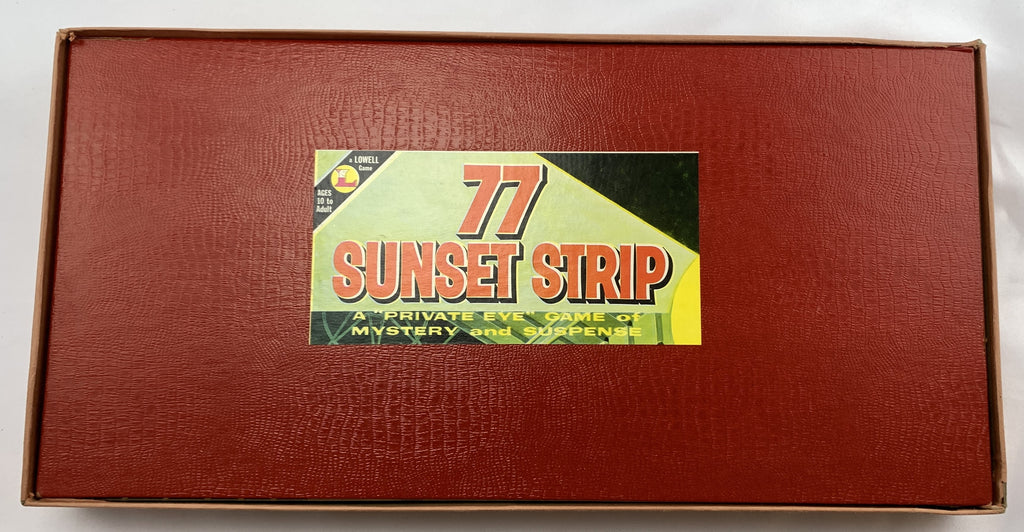 a LOWELL
Game
L
AGES
10 to
Adult
77
SUNSET STRIP
A "PRIVATE EYE" GAME of
MYSTERY and SUSPENSE